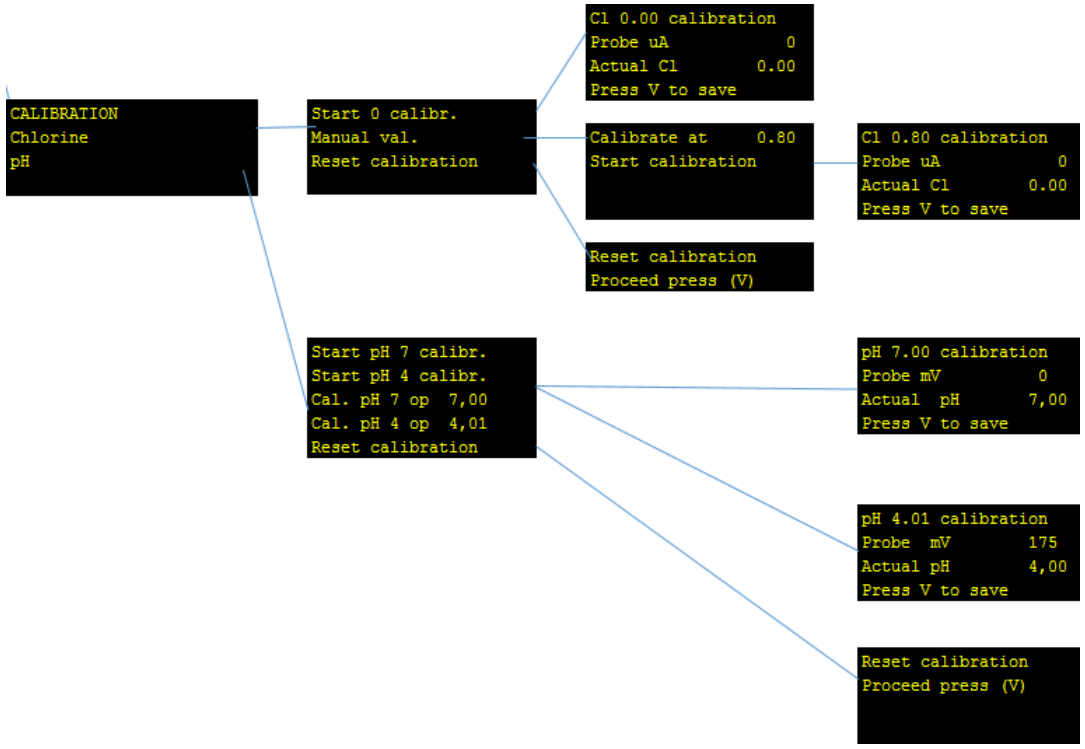 CALIBRATION
Chlorine
pH
Start 0 calibr.
Manual val.
Reset calibration
Cl 0.00 calibration
Probe uA 0
Actual Cl 0.00
Press V to save
Calibrate at 0.80
Start calibration
Cl 0.80 calibration
Probe uA 0
Actual Cl 0.00
Press V to save
Reset calibration
Proceed press (V)
Start pH 7 calibr.
Start pH 4 calibr.
Cal. pH 7 op 7,00
Cal. pH 4 op 4,01
Reset calibration
pH 7.00 calibration
Probe mV 0
Actual pH 7,00
Press V to save
pH 4.01 calibration
Probe mV 175
Actual pH 4,00
Press V to save
Reset calibration
Proceed press (V)